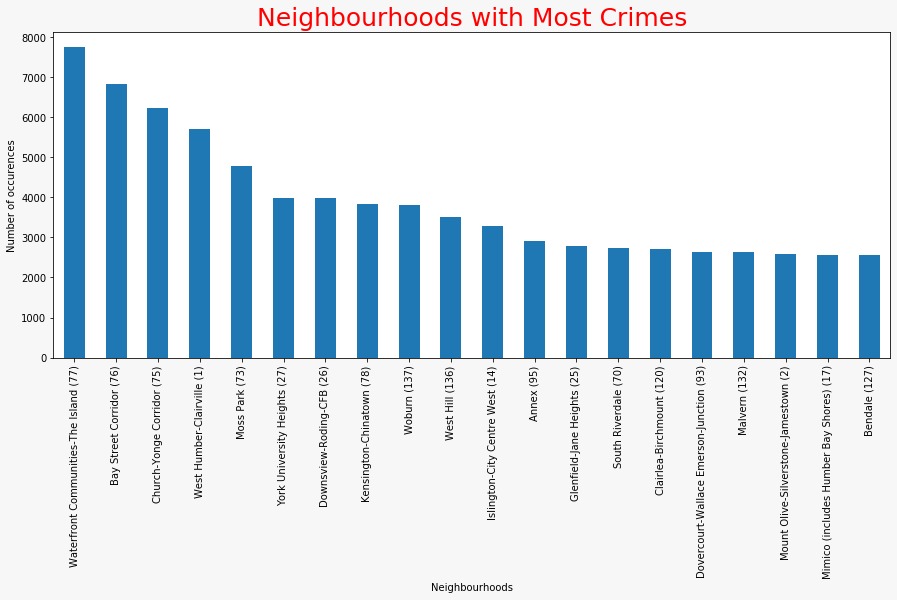 Neighbourhoods with Most Crimes
8000
7000
6000
5000
4000
3000
2000
1000
0
Number of occurences
Waterfront Communities-The Island (77)
Bay Street Corridor (76)
Church-Yonge Corridor (75)
West Humber-Clairville (1)
Moss Park (73)
York University Heights (27)
Downsview-Roding-CFB (26)
Kensington-Chinatown (78)
Woburn (137)
West Hill (136)
Islington-City Centre West (14)
Annex (95)
Glenfield-Jane Heights (25)
South Riverdale (70)
Clairlea-Birchmount (120)
Dovercourt-Wallace Emerson-Junction (93)
Malvern (132)
Mount Olive-Silverstone-Jamestown (2)
Mimico (includes Humber Bay Shores) (17)
Bendale (127)
Neighbourhoods